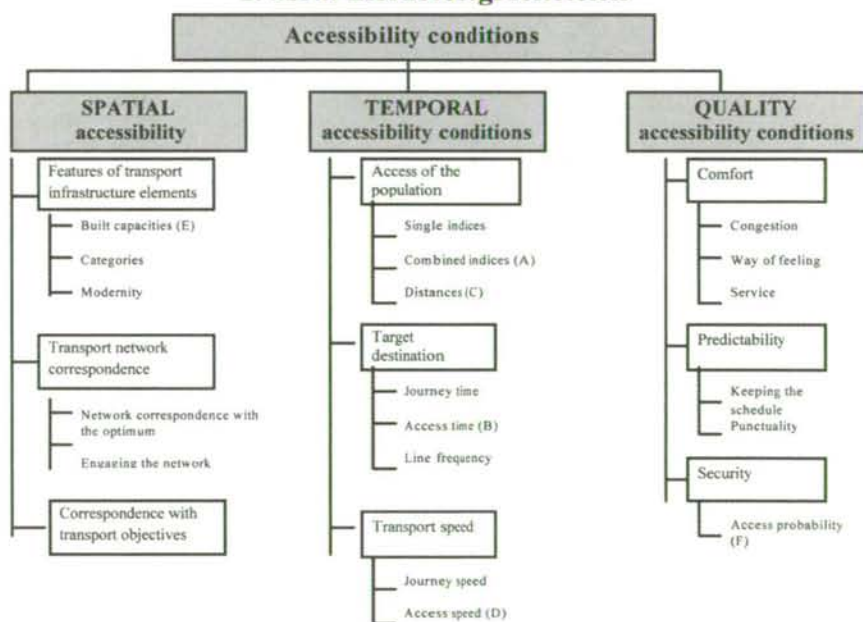 Accessibility conditions
SPATIAL
accessibility
Features of transport
infrastructure elements
Built capacities (E)
Categories
Modernity
Transport network
correspondence
Network correspondence with
the optimum
Engaging the network
Correspondence with
transport objectives
TEMPORAL
accessibility conditions
Access of the
population
Single indices
Combined indices (A)
Distances (C)
Target
destination
Journey time
Access time (B)
Line frequency
Transport speed
Journey speed
Access speed (D)
QUALITY
accessibility conditions
Comfort
Congestion
Way of feeling
Service
Predictability
Keeping the
schedule
Punctuality
Security
Access probability
(F)